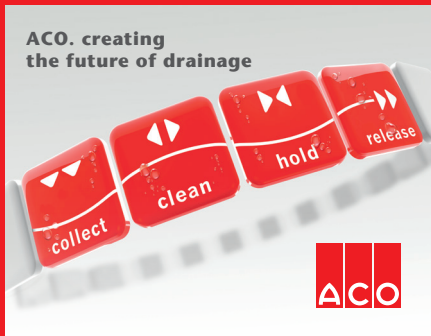 ACO. creating
the future of drainage
collect
clean
hold
release
ACO